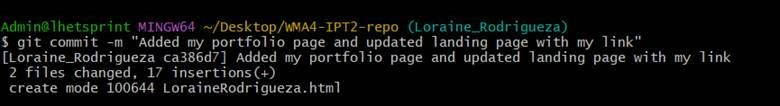 Admin@lhetsprint MINGW64 ~/Desktop/WMA4-IPT2-repo (Loraine_Rodrigueza)
$ git commit -m "Added my portfolio page and updated landing page with my link"
[Loraine_Rodrigueza ca386d7] Added my portfolio page and updated landing page with my link
 2 files changed, 17 insertions(+)
 create mode 100644 LoraineRodrigueza.html